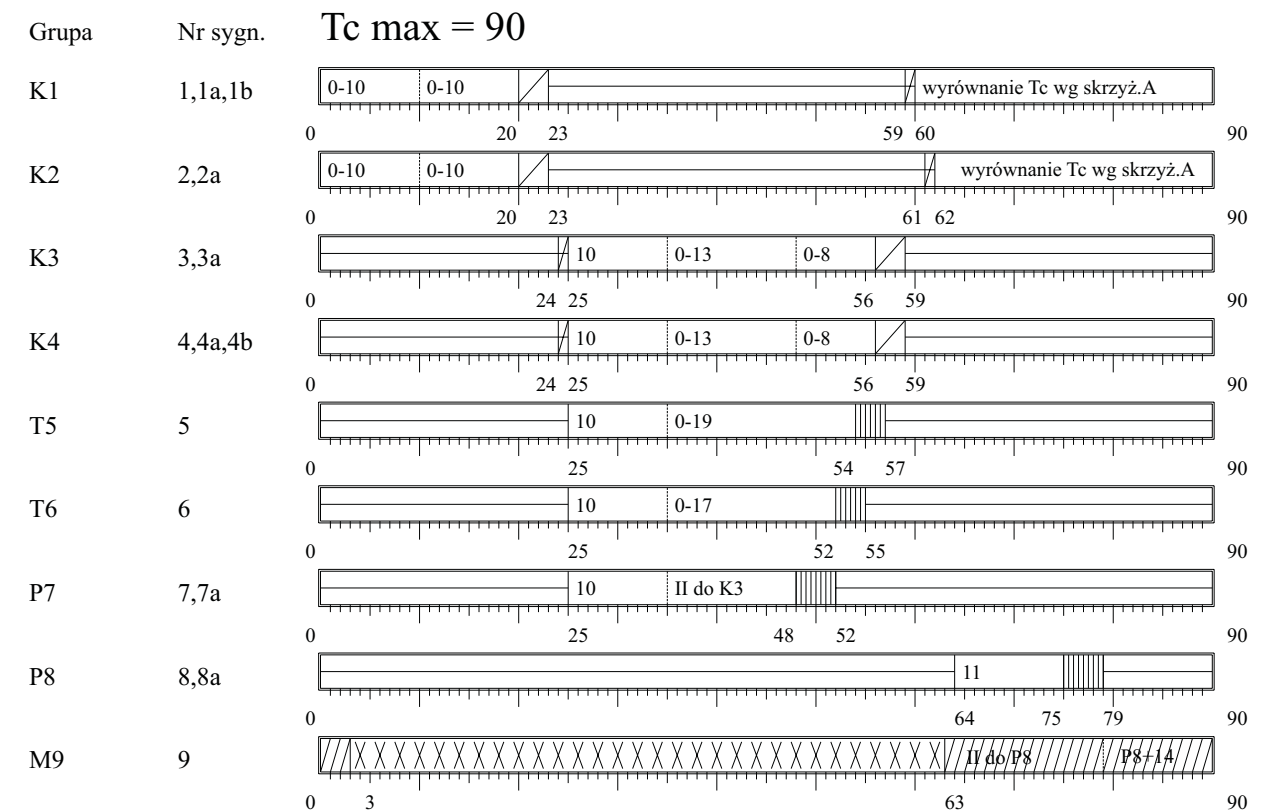 Grupa Nr sygn. Tc max = 90
K1 1,1a,1b 0-10 0-10 wyrównanie Tc wg skrzyż.A
0 20 23 59 60 90
K2 2,2a 0-10 0-10 wyrównanie Tc wg skrzyż.A
0 20 23 61 62 90
K3 3,3a 10 0-13 0-8
0 24 25 56 59 90
K4 4,4a,4b 10 0-13 0-8
0 24 25 56 59 90
T5 5 10 0-19
0 25 54 57 90
T6 6 10 0-17
0 25 52 55 90
P7 7,7a 10 II do K3
0 25 48 52 90
P8 8,8a 11
0 64 75 79 90
M9 9 II do P8 P8+14
0 3 63 90